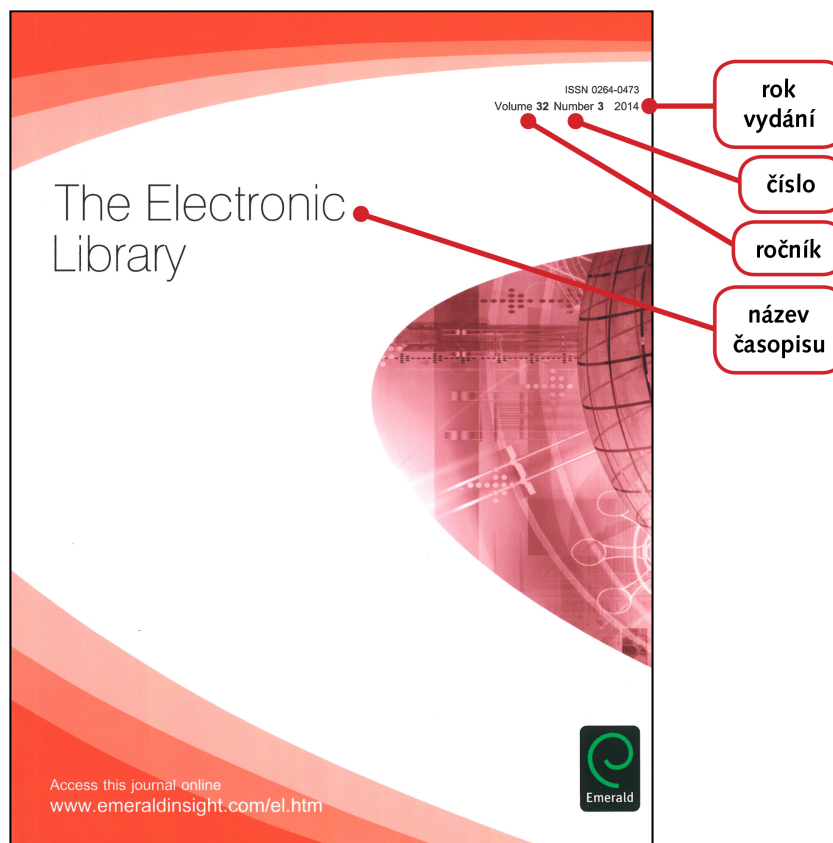 ISSN 0264-0473
Volume 32 Number 3 2014
rok
vydání
číslo
ročník
název
časopisu
The Electronic
Library
Access this journal online
www.emeraldinsight.com/el.htm
Emerald